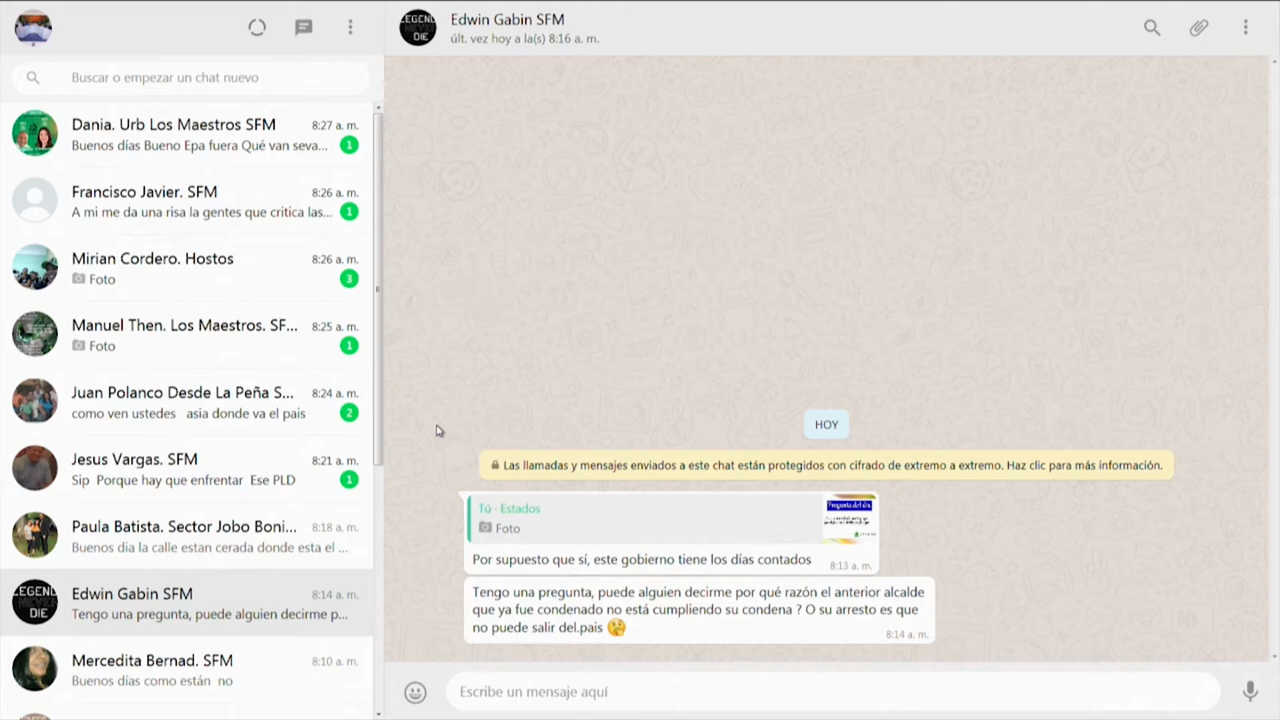 Edwin Gabin SFM
últ. vez hoy a la(s) 8:16 a. m.
Buscar o empezar un chat nuevo
Dania. Urb Los Maestros SFM
8:27 a. m.
Buenos días Bueno Epa fuera Qué van seva...
1
Francisco Javier. SFM
8:26 a. m.
A mi me da una risa la gentes que critica las...
1
Mirian Cordero. Hostos
8:26 a. m.
Foto
3
Manuel Then. Los Maestros. SF...
8:25 a. m.
Foto
1
Juan Polanco Desde La Peña S...
8:24 a. m.
como ven ustedes asia donde va el pais
2
Jesus Vargas. SFM
8:21 a. m.
Sip Porque hay que enfrentar Ese PLD
1
Paula Batista. Sector Jobo Boni...
8:18 a. m.
Buenos dia la calle estan cerada donde esta el ...
LEGEND
NEVER
DIE
Edwin Gabin SFM
8:14 a. m.
Tengo una pregunta, puede alguien decirme p...
Mercedita Bernad. SFM
8:10 a. m.
Buenos días como están no
LEGEND
NEVER
DIE
HOY
Las llamadas y mensajes enviados a este chat están protegidos con cifrado de extremo a extremo. Haz clic para más información.
Tú - Estados
Foto
Pregunta del día
Por supuesto que sí, este gobierno tiene los días contados
8:13 a. m.
Tengo una pregunta, puede alguien decirme por qué razón el anterior alcalde
que ya fue condenado no está cumpliendo su condena ? O su arresto es que
no puede salir del.pais 🤔
8:14 a. m.
Escribe un mensaje aquí